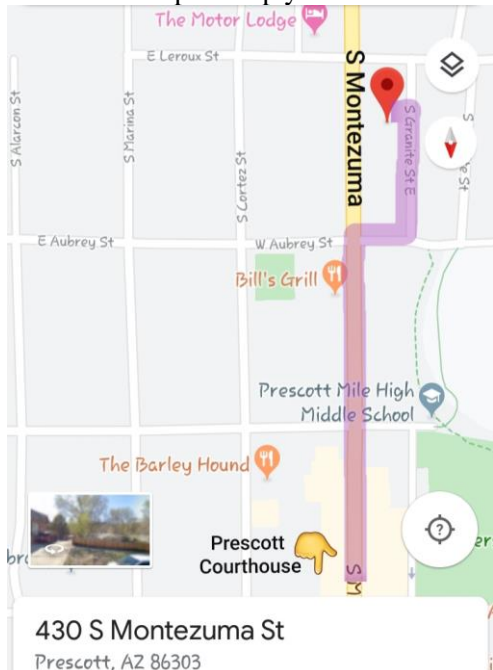 The Motor Lodge
E Leroux St
S Montezuma
S Alarcon St
S Marina St
S Cortez St
S Granite St E
E Aubrey St
W Aubrey St
Bill's Grill
Prescott Mile High
Middle School
The Barley Hound
Prescott
Courthouse
S M
?
430 S Montezuma St
Prescott, AZ 86303